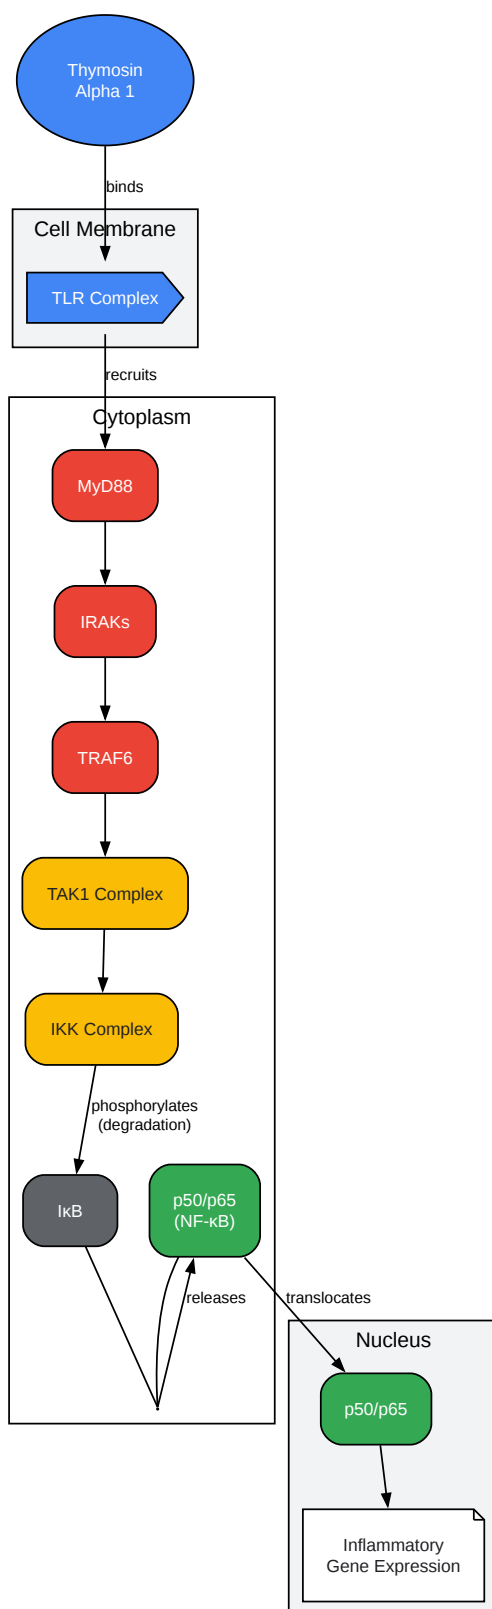 Thymosin
Alpha 1
binds
Cell Membrane
TLR Complex
recruits
Cytoplasm
MyD88
IRAKs
TRAF6
TAK1 Complex
IKK Complex
phosphorylates
(degradation)
IκB
p50/p65
(NF-κB)
releases
translocates
Nucleus
p50/p65
Inflammatory
Gene Expression